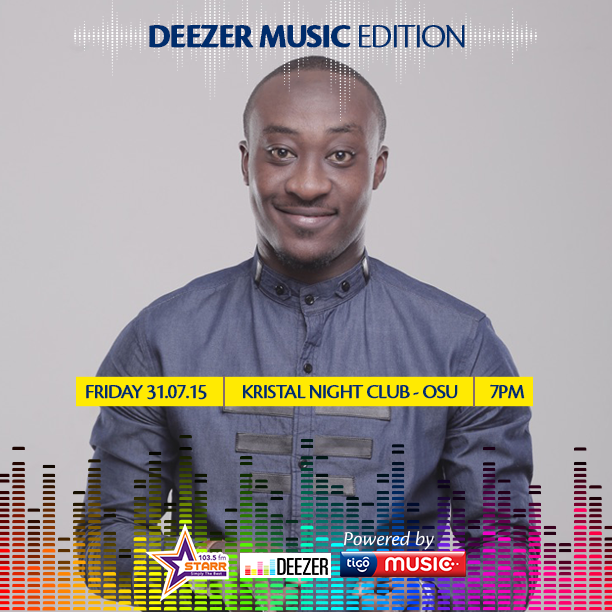 DEEZER MUSIC EDITION
FRIDAY 31.07.15 | KRISTAL NIGHT CLUB - OSU | 7PM
Powered by
103.5 fm
STARR
Simply The Best
DEEZER
tigo MUSIC